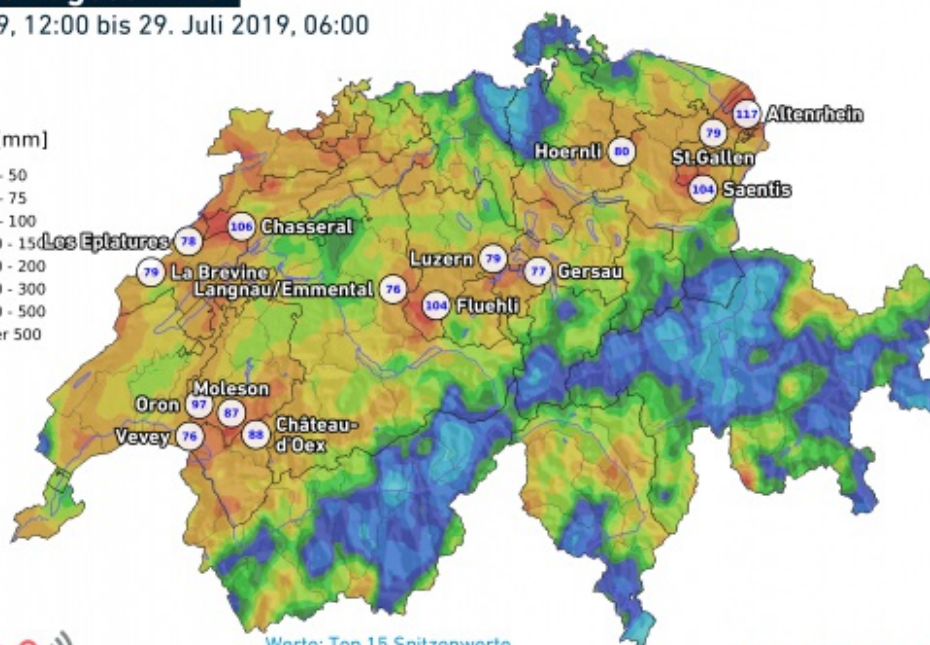 9, 12:00 bis 29. Juli 2019, 06:00
mm]
- 50
- 75
- 100
- 150
- 200
- 300
- 500
er 500
117 Altenrhein
79
St.Gallen
Hoernli 80
104 Saentis
106 Chasseral
Les Eplatures 78
79 La Brevine
Luzern 79
77 Gersau
Langnau/Emmental 76
104 Fluehli
Moleson
Oron 97
87
Vevey 76
88 Château-
d'Oex
Werte: Top 15 Spitzenwerte